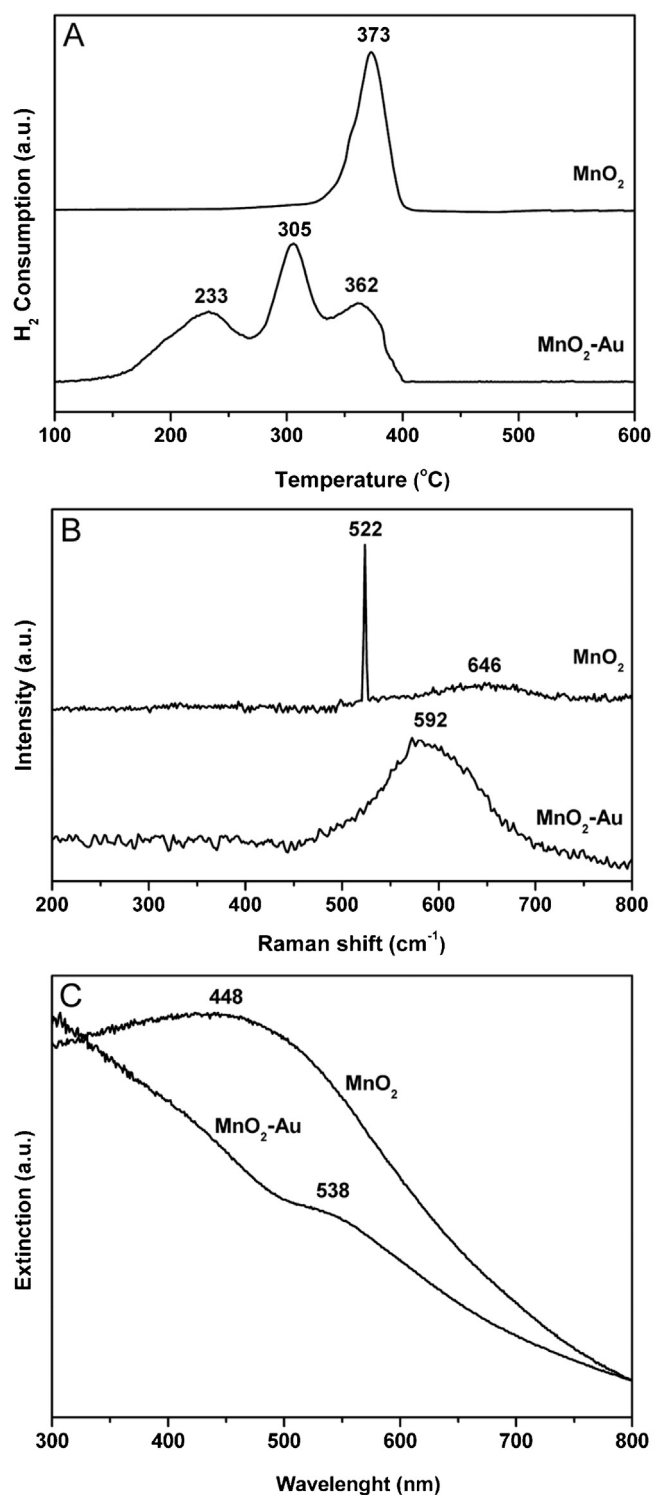 A
373
H₂ Consumption (a.u.)
MnO₂
305
233
362
MnO₂-Au
100 200 300 400 500 600
Temperature (°C)
B
522
Intensity (a.u.)
MnO₂
646
592
MnO₂-Au
200 300 400 500 600 700 800
Raman shift (cm⁻¹)
C
448
MnO₂
MnO₂-Au
Extinction (a.u.)
538
300 400 500 600 700 800
Wavelenght (nm)